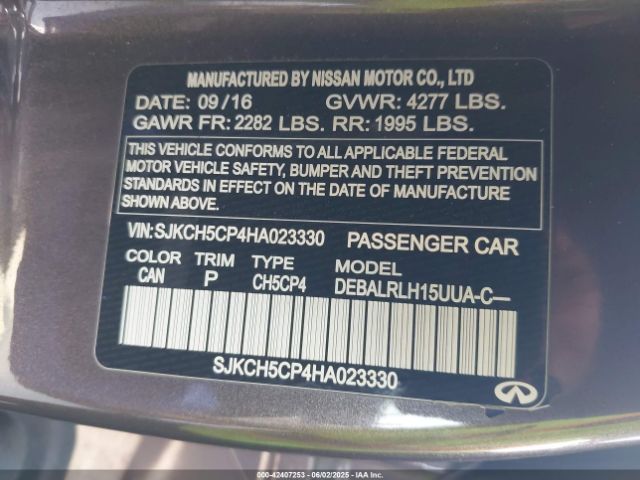 MANUFACTURED BY NISSAN MOTOR CO., LTD
DATE: 09/16 GVWR: 4277 LBS.
GAWR FR: 2282 LBS. RR: 1995 LBS.
THIS VEHICLE CONFORMS TO ALL APPLICABLE FEDERAL
MOTOR VEHICLE SAFETY, BUMPER AND THEFT PREVENTION
STANDARDS IN EFFECT ON THE DATE OF MANUFACTURE
SHOWN ABOVE.
VIN:SJKCH5CP4HA023330 PASSENGER CAR
COLOR TRIM TYPE MODEL
CAN P CH5CP4 DEBALRLH15UUA-C—
SJKCH5CP4HA023330
000-42407253 - 06/02/2025 - IAAI.COM